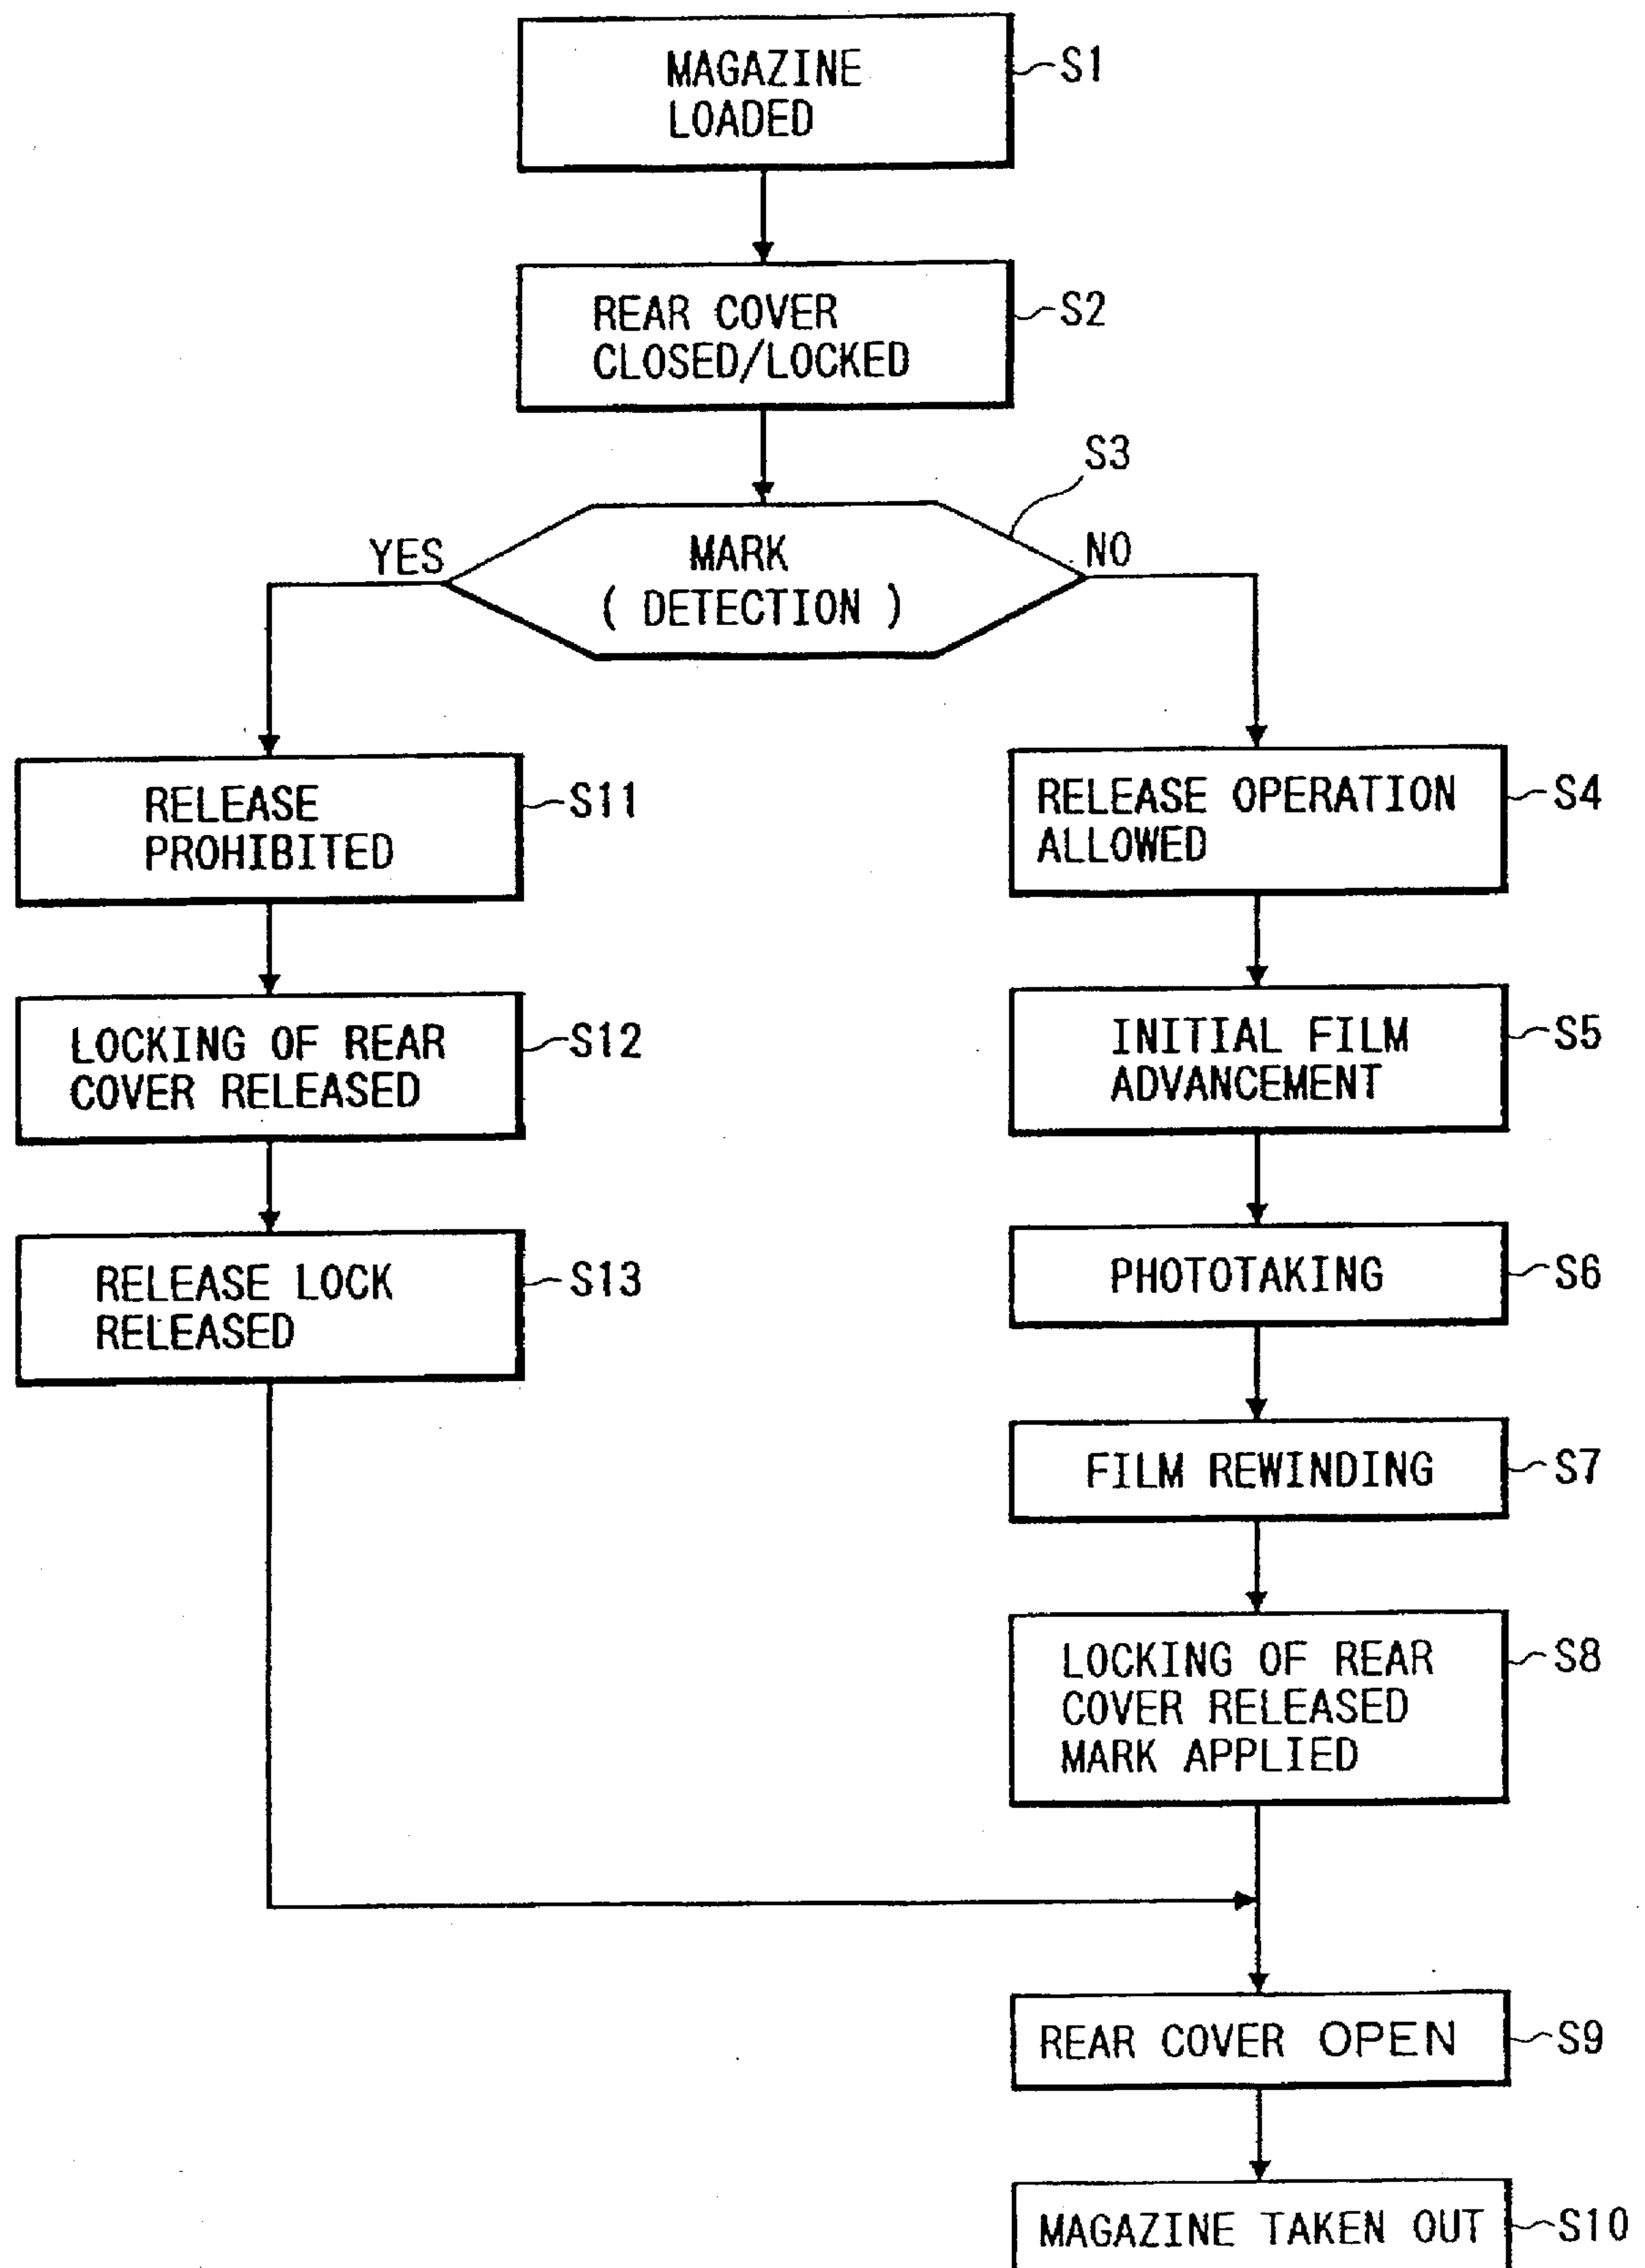 MAGAZINE
LOADED
S1
REAR COVER
CLOSED/LOCKED
S2
S3
YES
MARK
( DETECTION )
NO
RELEASE
PROHIBITED
S11
LOCKING OF REAR
COVER RELEASED
S12
RELEASE LOCK
RELEASED
S13
RELEASE OPERATION
ALLOWED
S4
INITIAL FILM
ADVANCEMENT
S5
PHOTOTAKING
S6
FILM REWINDING
S7
LOCKING OF REAR
COVER RELEASED
MARK APPLIED
S8
REAR COVER OPEN
S9
MAGAZINE TAKEN OUT
S10